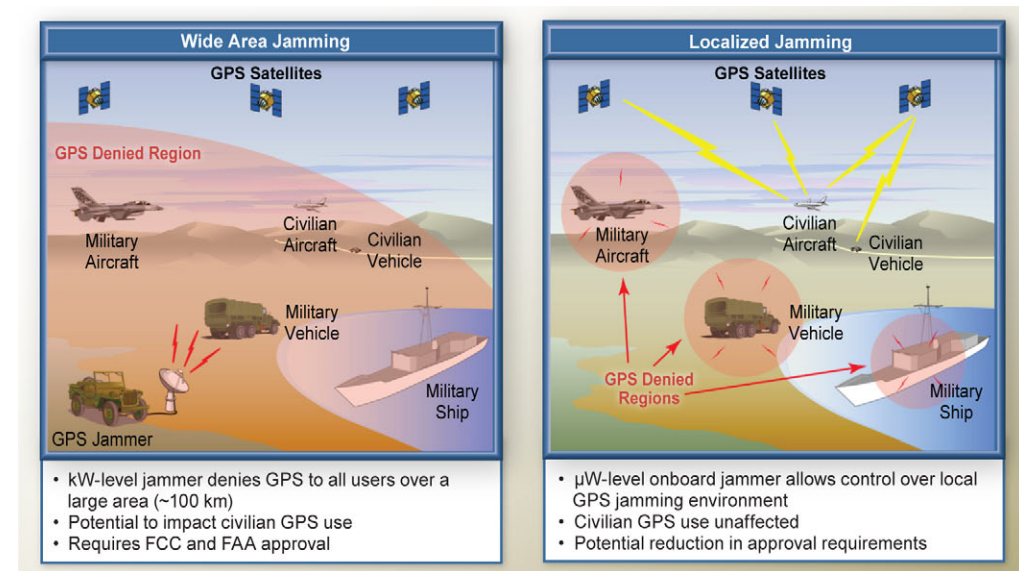 Wide Area Jamming
GPS Satellites
GPS Denied Region
Military
Aircraft
Civilian
Aircraft
Civilian
Vehicle
Military
Vehicle
Military
Ship
GPS Jammer
• kW-level jammer denies GPS to all users over a
large area (~100 km)
• Potential to impact civilian GPS use
• Requires FCC and FAA approval
Localized Jamming
GPS Satellites
Military
Aircraft
Civilian
Aircraft
Civilian
Vehicle
Military
Vehicle
GPS Denied
Regions
Military
Ship
• µW-level onboard jammer allows control over local
GPS jamming environment
• Civilian GPS use unaffected
• Potential reduction in approval requirements